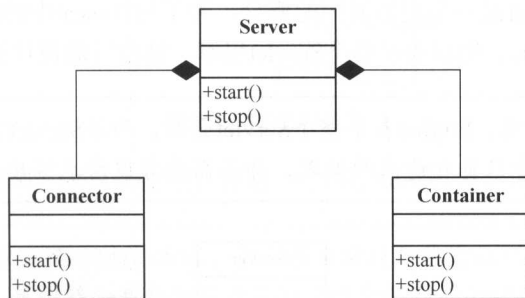 Server
+start()
+stop()
Connector
+start()
+stop()
Container
+start()
+stop()